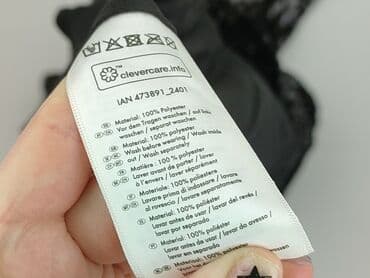 clevercare.info
IAN 473891_2401
Material: 100% Polyester
Vor dem Tragen waschen / auf links
waschen / separat waschen
Material: 100% polyester
Wash before wearing / Wash inside
out / Wash separately
Matière : 100 % polyester
Laver avant de porter / laver
à l'envers / laver séparément
Materiale: 100% poliestere
Lavare prima di indossare / lavare
al rovescio / lavare separatamente
Material: 100% poliéster
Lavar antes de usar / lavar del revés /
lavar por separado
Material: 100% poliéster
Lavar antes de usar / lavar do avesso /
lavar em separado